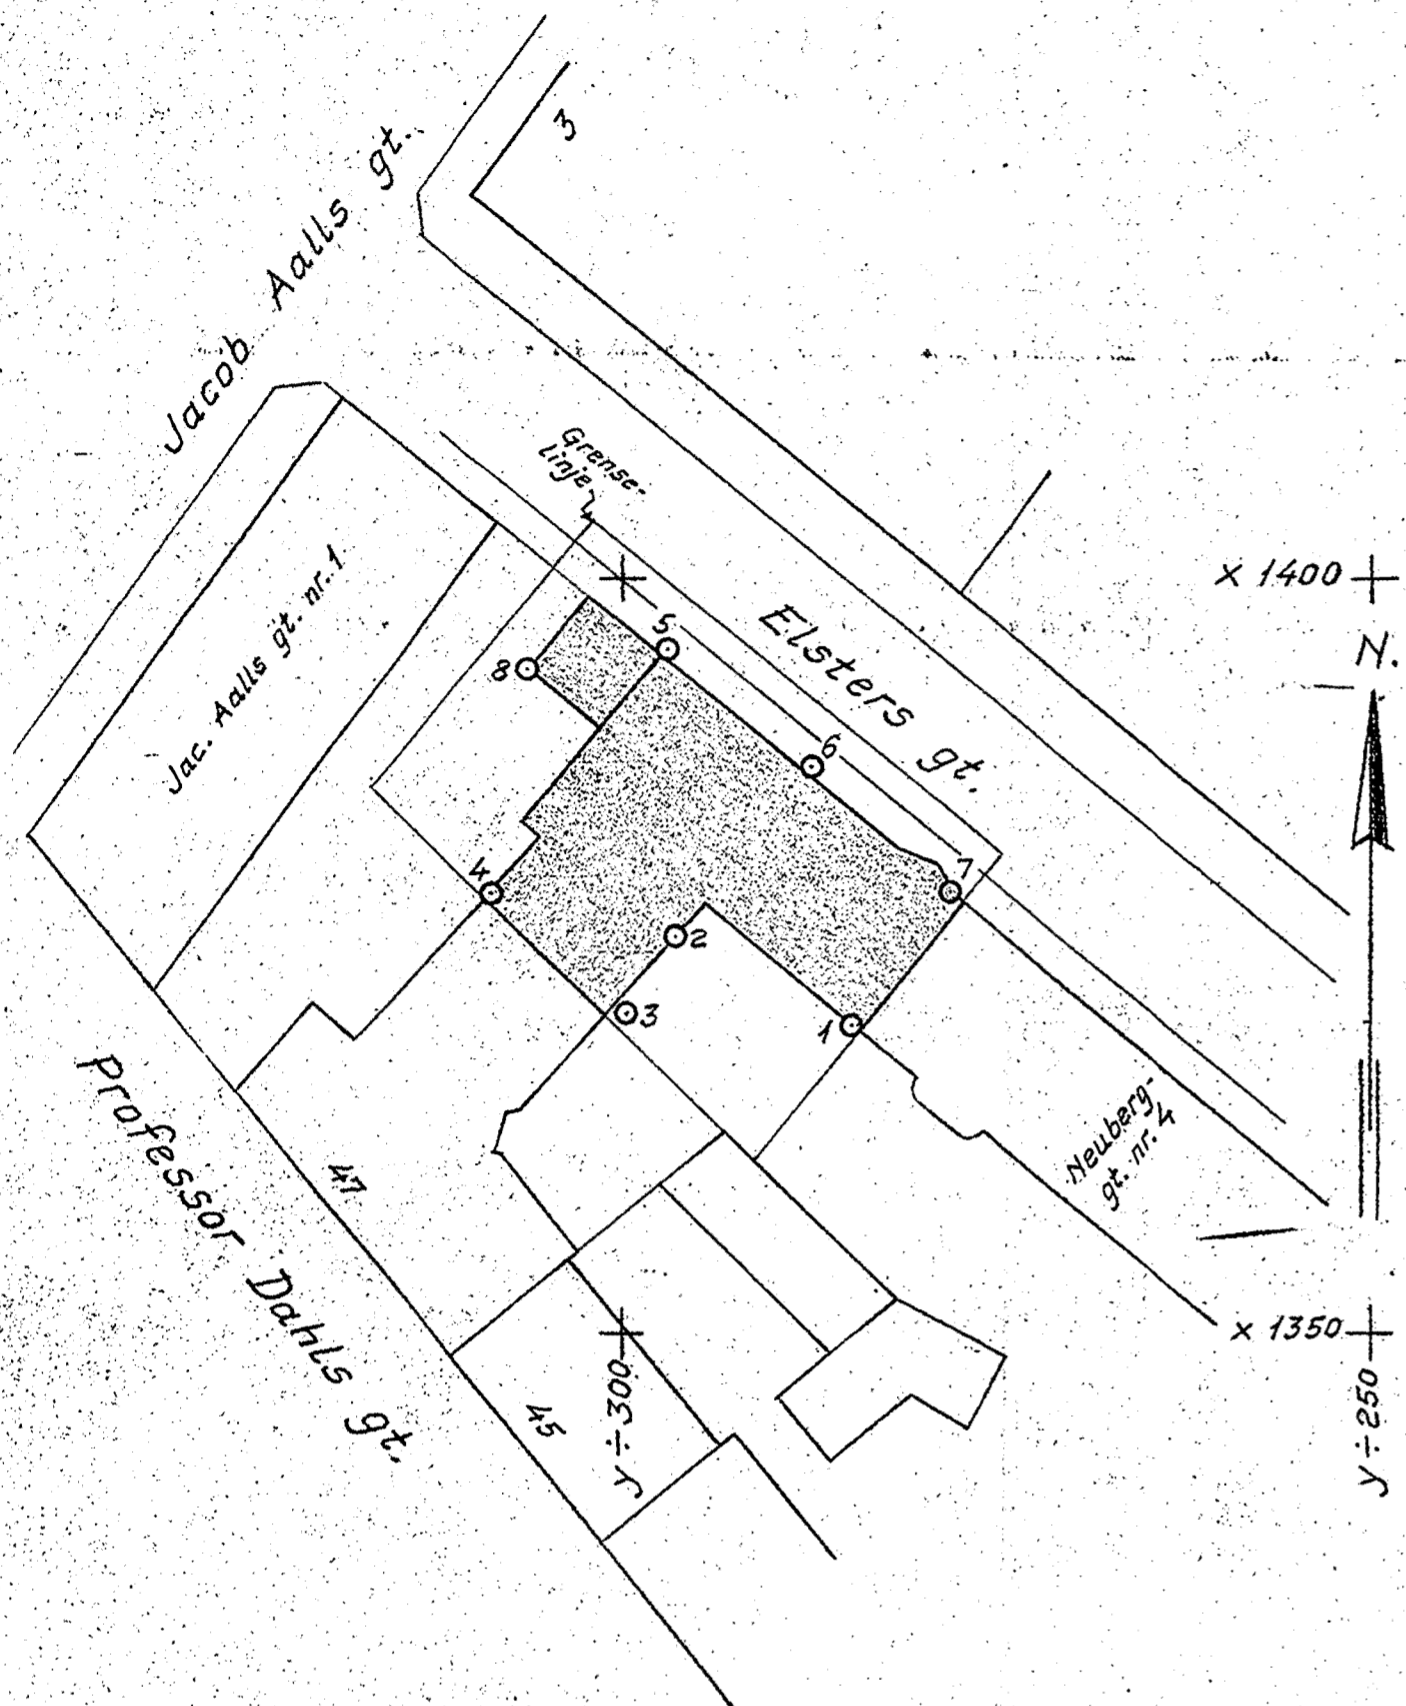 3
Jacob Aalls gt.
Grense-
linje
x 1400
N.
Jac. Aalls gt. nr. 1
Elsters gt.
5
8
6
4
7
2
3
1
Neuberg-
gt. nr. 4
Professor Dahls gt.
47
x 1350
45
y ÷ 300
y ÷ 250